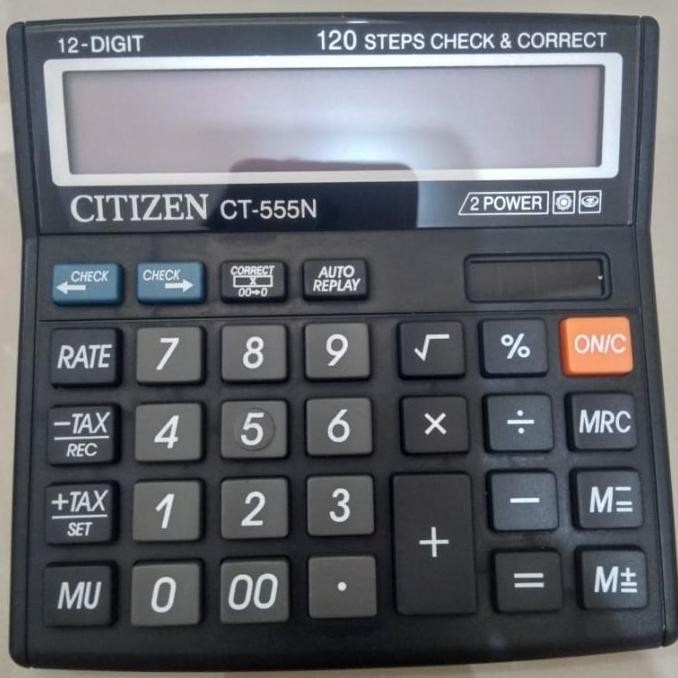 12-DIGIT 120 STEPS CHECK & CORRECT
CITIZEN CT-555N 2 POWER
CHECK CHECK CORRECT X 00→0 AUTO REPLAY
RATE 7 8 9 √ % ON/C
−TAX REC 4 5 6 × ÷ MRC
+TAX SET 1 2 3 + − M=
MU 0 00 . = M±